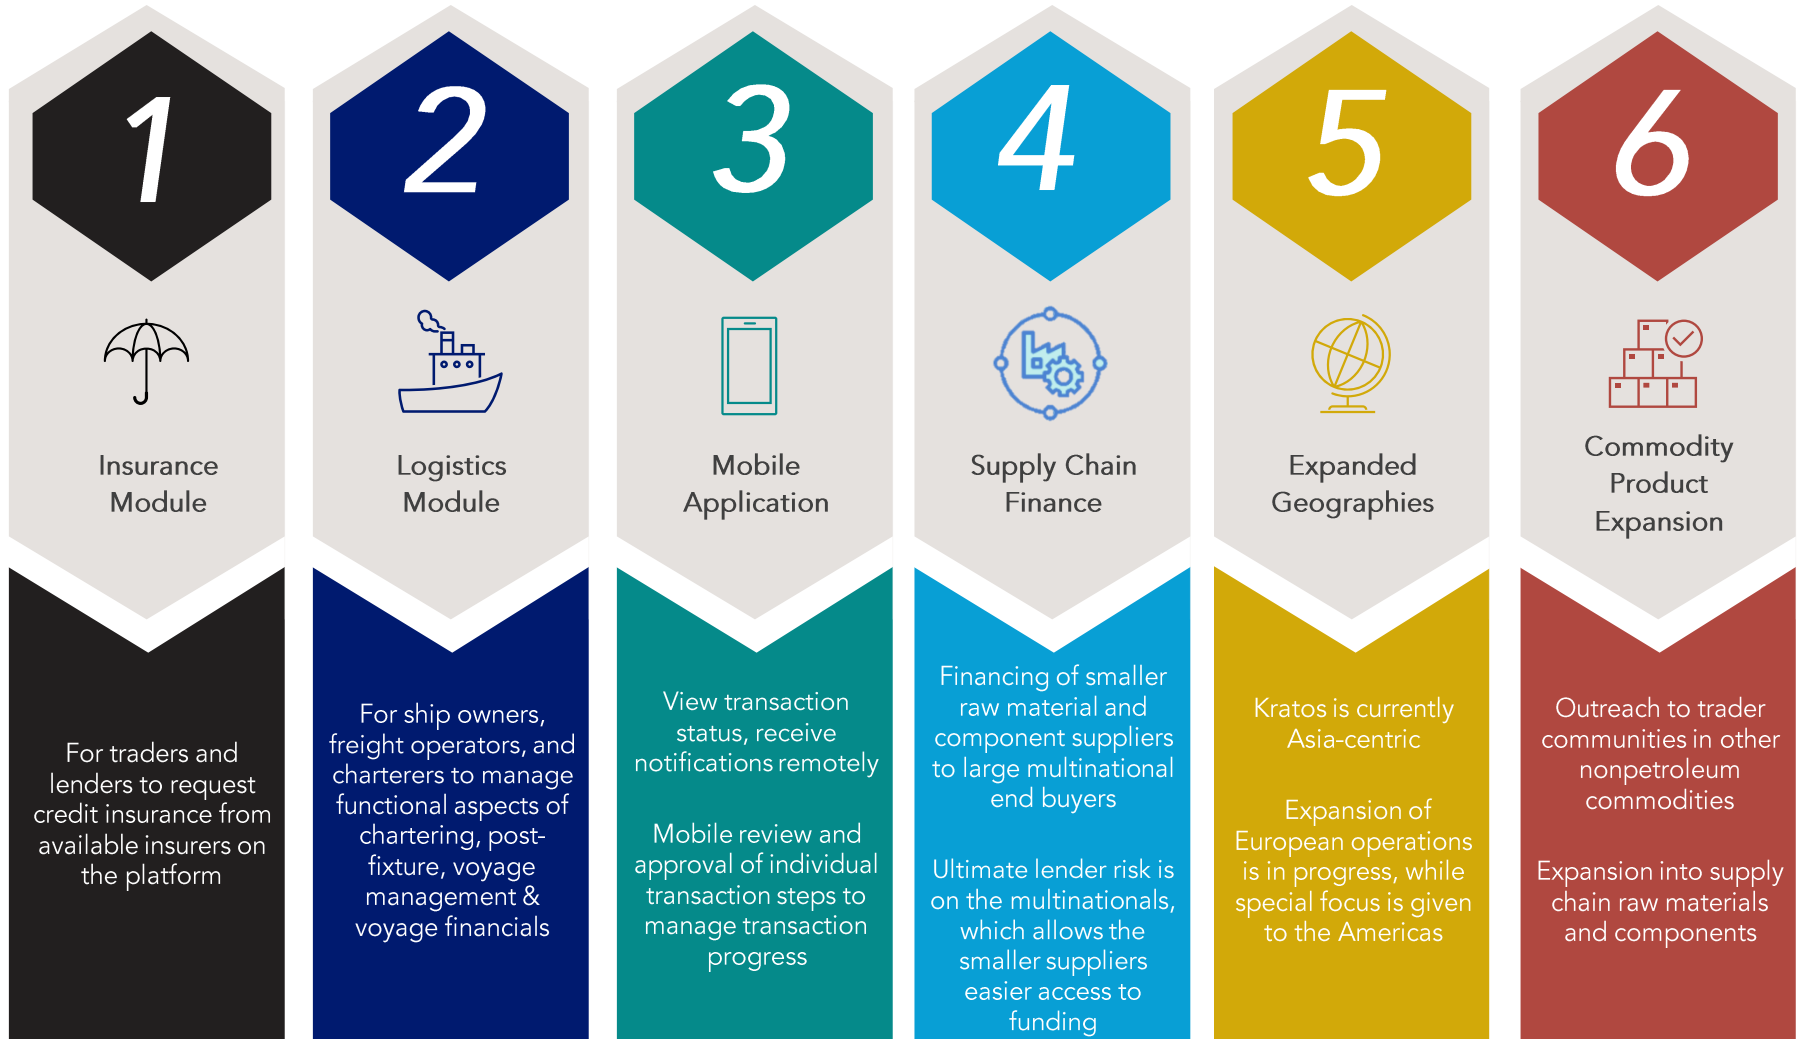 1
Insurance
Module
For traders and
lenders to request
credit insurance from
available insurers on
the platform
2
Logistics
Module
For ship owners,
freight operators, and
charterers to manage
functional aspects of
chartering, post-
fixture, voyage
management &
voyage financials
3
Mobile
Application
View transaction
status, receive
notifications remotely
Mobile review and
approval of individual
transaction steps to
manage transaction
progress
4
Supply Chain
Finance
Financing of smaller
raw material and
component suppliers
to large multinational
end buyers
Ultimate lender risk is
on the multinationals,
which allows the
smaller suppliers
easier access to
funding
5
Expanded
Geographies
Kratos is currently
Asia-centric
Expansion of
European operations
is in progress, while
special focus is given
to the Americas
6
Commodity
Product
Expansion
Outreach to trader
communities in other
nonpetroleum
commodities
Expansion into supply
chain raw materials
and components